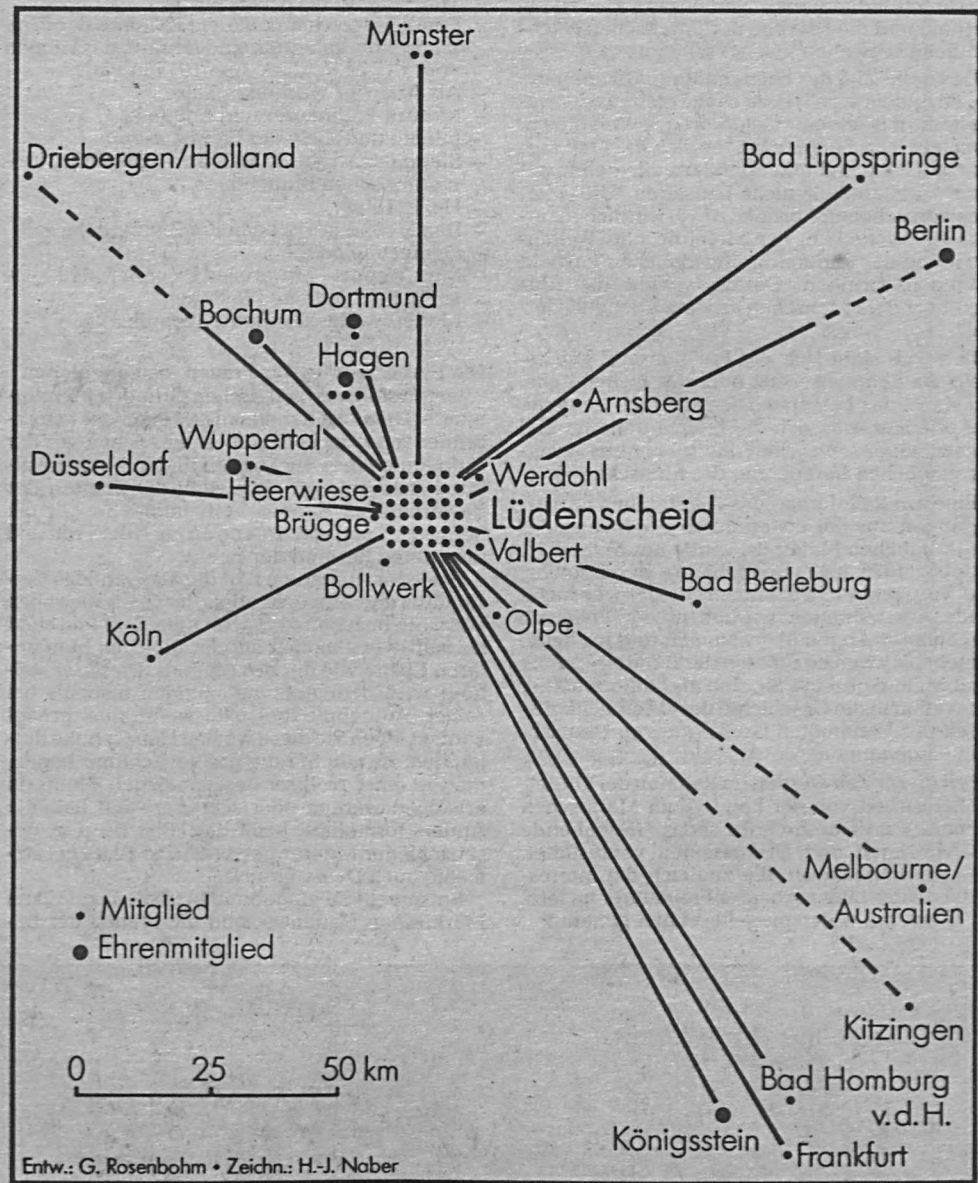 Münster
Driebergen/Holland
Bad Lippspringe
Berlin
Dortmund
Bochum
Hagen
Arnsberg
Wuppertal
Düsseldorf
Heerwiese
Werdohl
Brügge
Lüdenscheid
Valbert
Bollwerk
Bad Berleburg
Olpe
Köln
Melbourne/
Australien
• Mitglied
● Ehrenmitglied
Kitzingen
0 25 50 km
Bad Homburg
v.d.H.
Königsstein
Frankfurt
Entw.: G. Rosenbohm • Zeichn.: H.-J. Naber